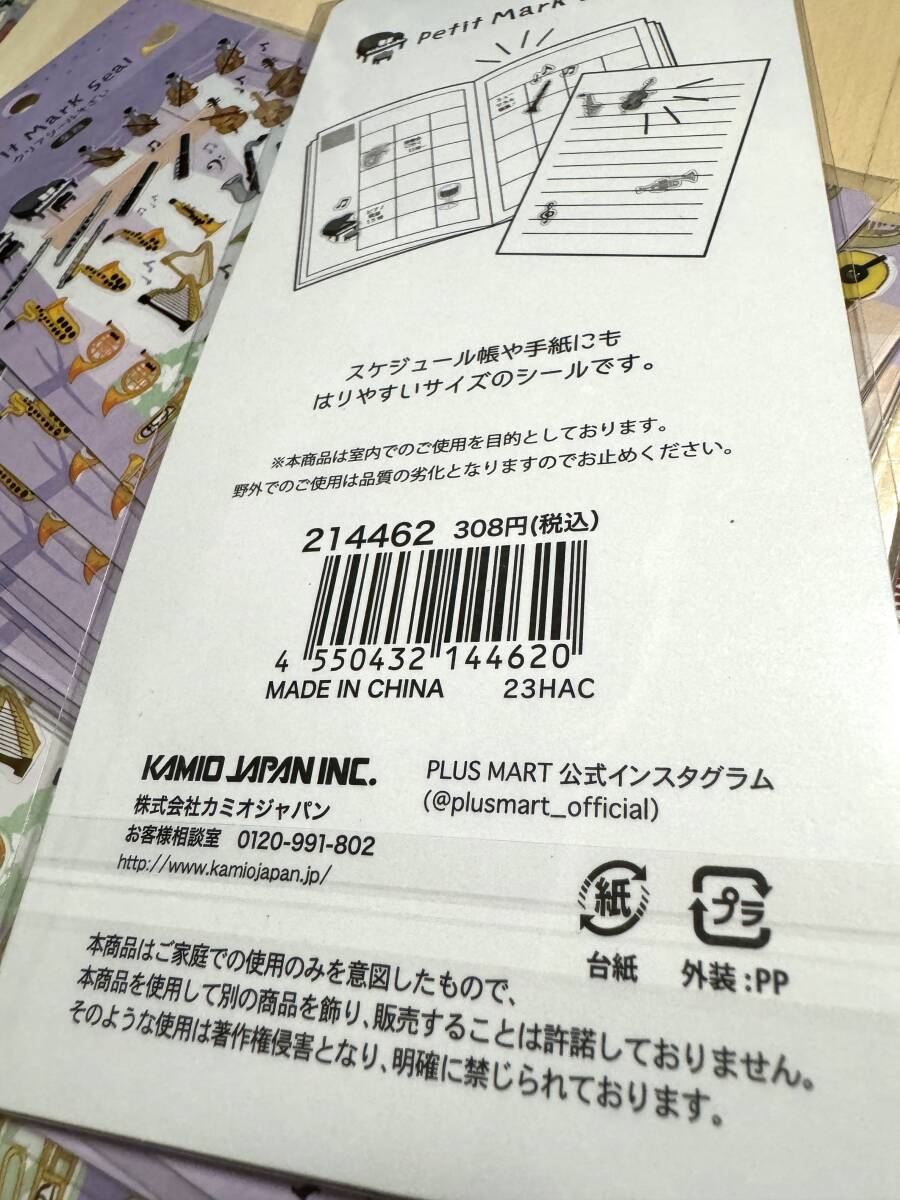 Petit Mark
スケジュール帳や手紙にも
はりやすいサイズのシールです。
※本商品は室内でのご使用を目的としております。
野外でのご使用は品質の劣化となりますのでお止めください。
214462 308円(税込)
4 550432 144620
MADE IN CHINA 23HAC
KAMIO JAPAN INC.
株式会社カミオジャパン
お客様相談室 0120-991-802
http://www.kamiojapan.jp/
PLUS MART 公式インスタグラム
(@plusmart_official)
紙
台紙
プラ
外装:PP
本商品はご家庭での使用のみを意図したもので、
本商品を使用して別の商品を飾り、販売することは許諾しておりません。
そのような使用は著作権侵害となり、明確に禁じられております。
Mark Seal